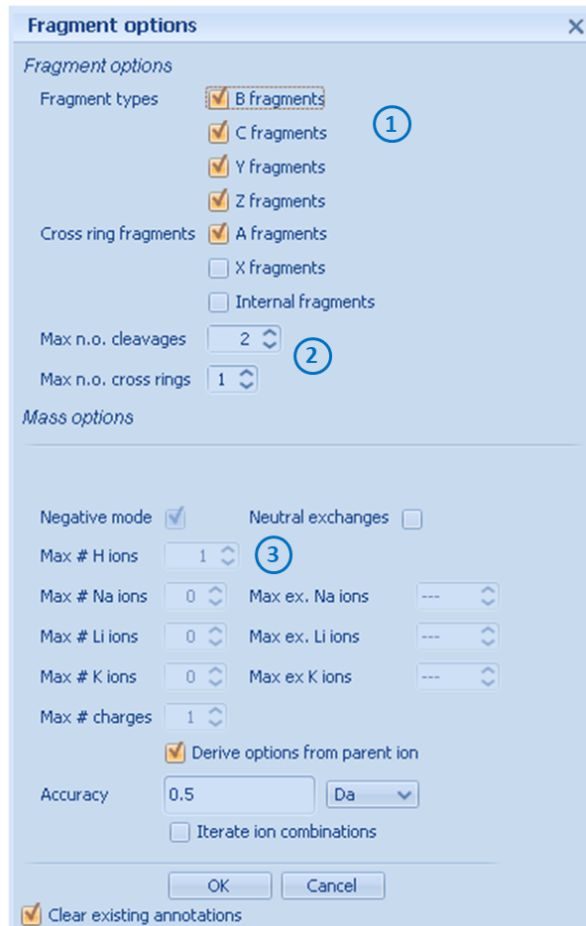 Fragment options
Fragment options
Fragment types B fragments
1
C fragments
Y fragments
Z fragments
Cross ring fragments A fragments
X fragments
Internal fragments
Max n.o. cleavages 2
2
Max n.o. cross rings 1
Mass options
Negative mode Neutral exchanges
Max # H ions 1 3
Max # Na ions 0 Max ex. Na ions ---
Max # Li ions 0 Max ex. Li ions ---
Max # K ions 0 Max ex K ions ---
Max # charges 1
Derive options from parent ion
Accuracy 0.5 Da
Iterate ion combinations
OK Cancel
Clear existing annotations